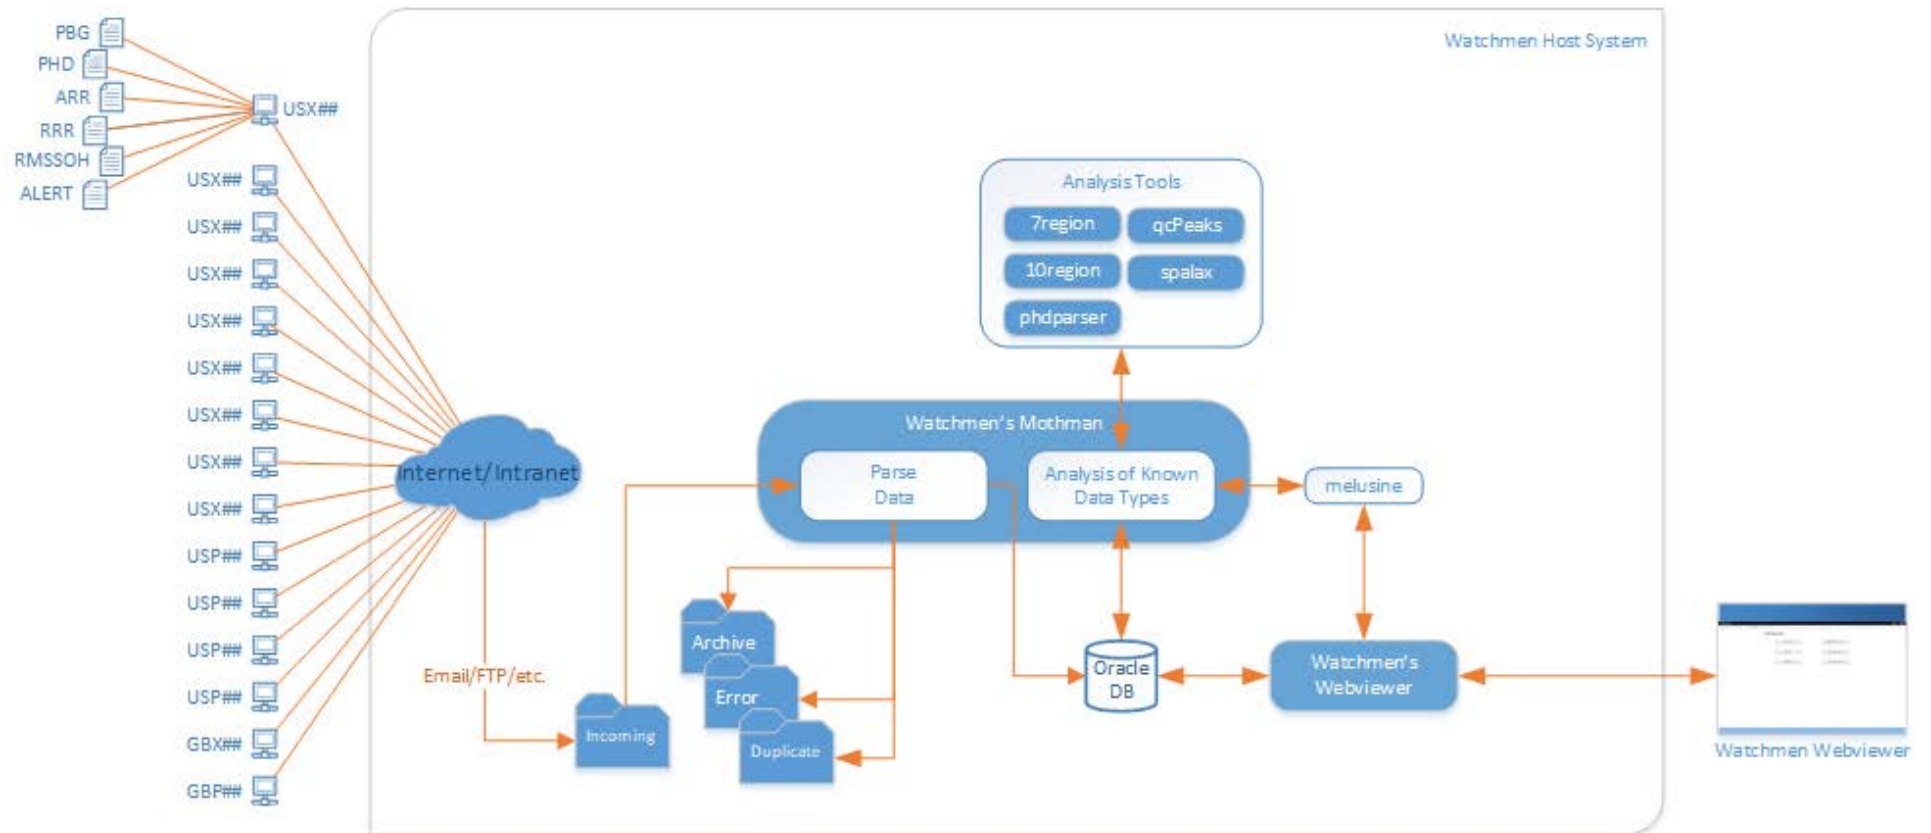 PBG
PHD
ARR
RRR
RMSSOH
ALERT
USX##
USX##
USX##
USX##
USX##
USX##
USX##
USX##
USX##
USP##
USP##
USP##
USP##
GBX##
GBP##
Internet/Intranet
Email/FTP/etc.
Watchmen Host System
Analysis Tools
7region
qcPeaks
10region
spalax
phdparser
Watchmen's Mothman
Parse
Data
Analysis of Known
Data Types
melusine
Archive
Error
Duplicate
Incoming
Oracle
DB
Watchmen's
Webviewer
Watchmen Webviewer